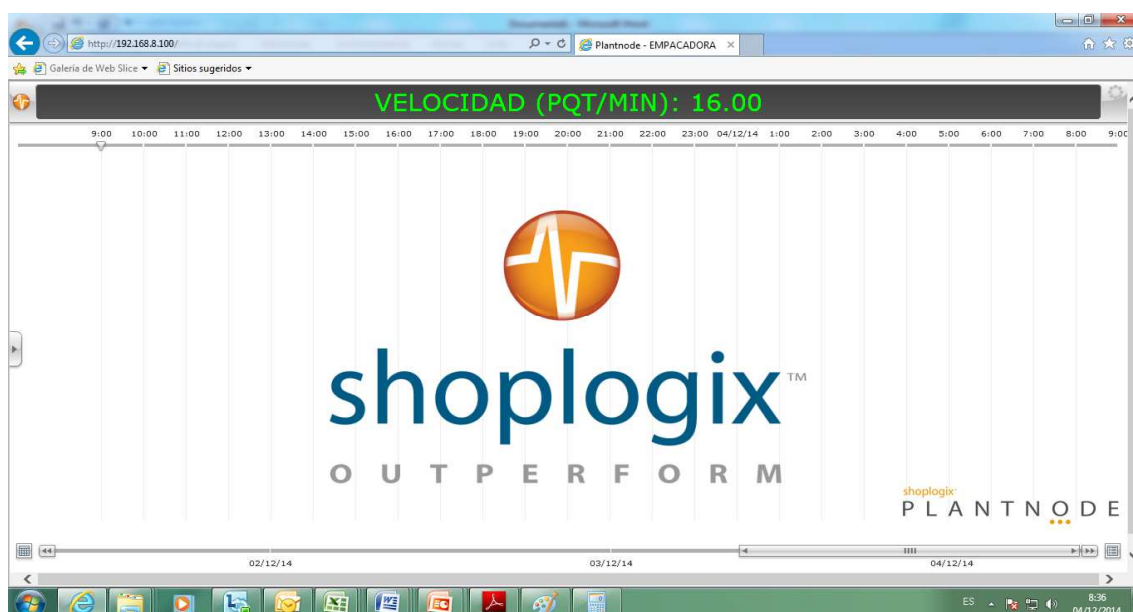 http://192.168.8.100/
Plantnode - EMPACADORA
Galería de Web Slice
Sitios sugeridos
VELOCIDAD (PQT/MIN): 16.00
9:00 10:00 11:00 12:00 13:00 14:00 15:00 16:00 17:00 18:00 19:00 20:00 21:00 22:00 23:00 04/12/14 1:00 2:00 3:00 4:00 5:00 6:00 7:00 8:00 9:00
shoplogix™
OUTPERFORM
shoplogix
PLANTNODE
02/12/14 03/12/14 04/12/14
ES 8:36
04/12/2014